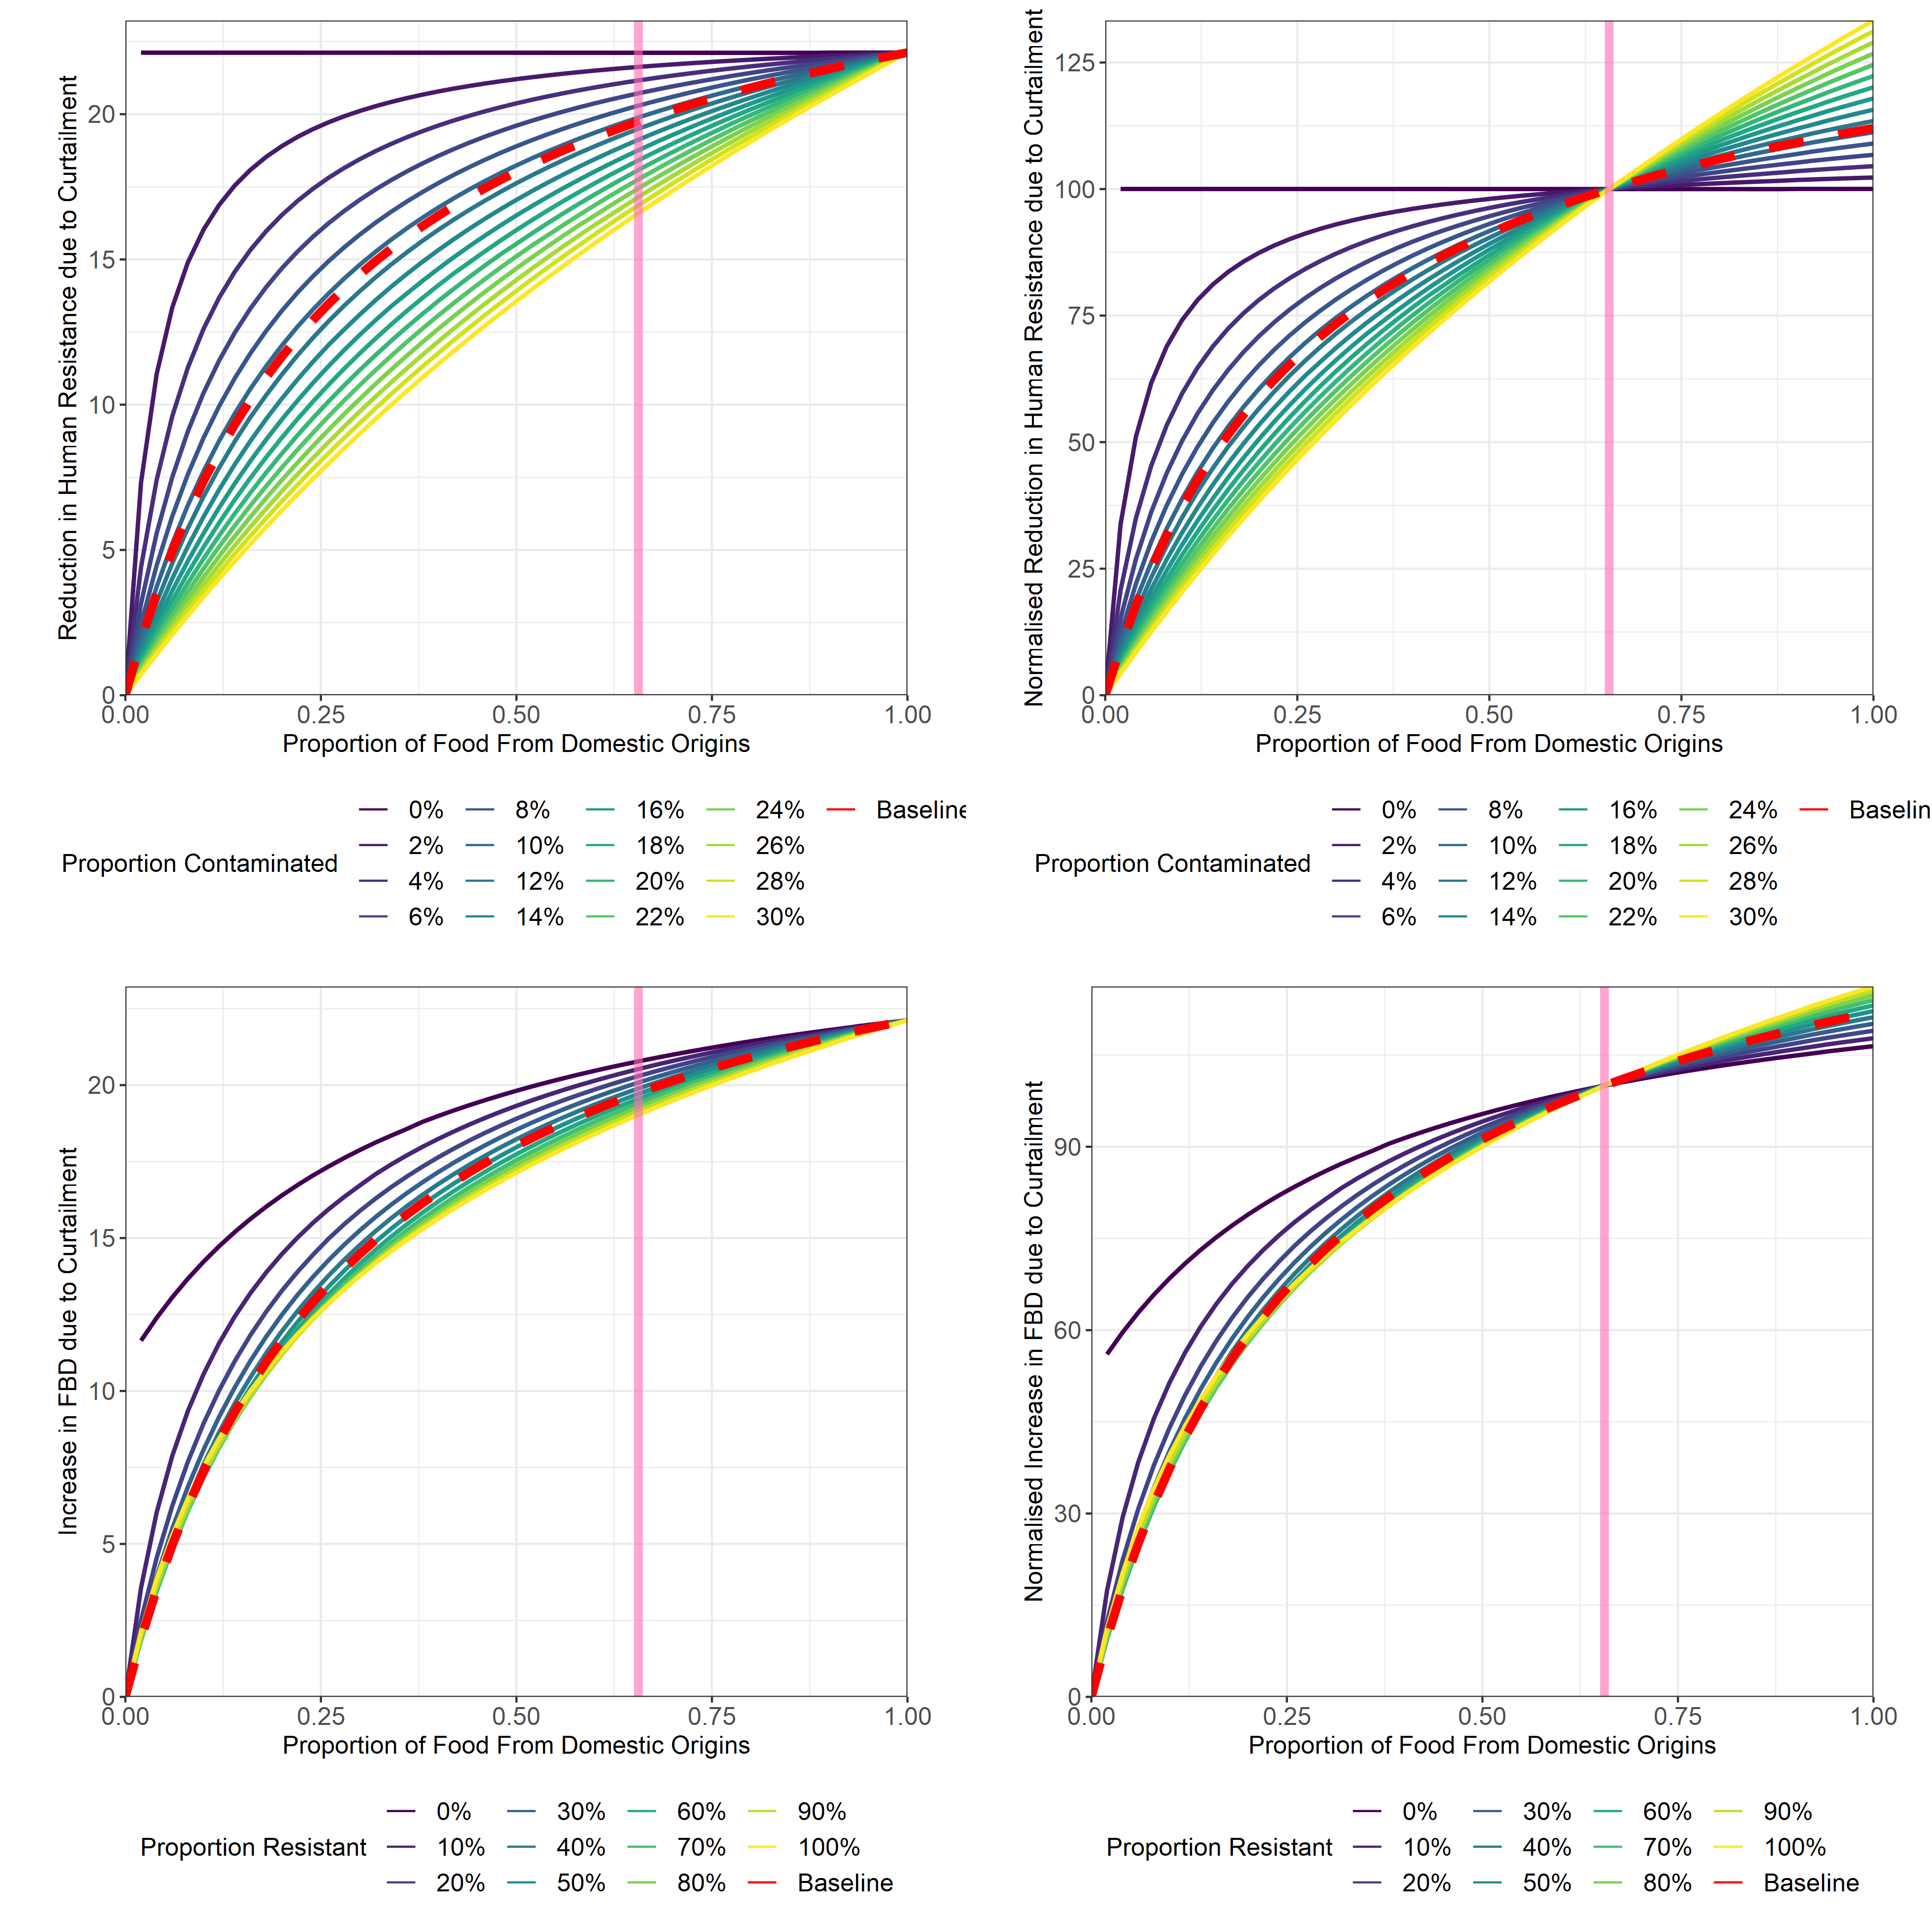 Reduction in Human Resistance due to Curtailment
20
15
10
5
0
0.00 0.25 0.50 0.75 1.00
Proportion of Food From Domestic Origins
Proportion Contaminated
0% 8% 16% 24% Baseline
2% 10% 18% 26%
4% 12% 20% 28%
6% 14% 22% 30%
Normalised Reduction in Human Resistance due to Curtailment
125
100
75
50
25
0
0.00 0.25 0.50 0.75 1.00
Proportion of Food From Domestic Origins
Proportion Contaminated
0% 8% 16% 24% Baselin
2% 10% 18% 26%
4% 12% 20% 28%
6% 14% 22% 30%
Increase in FBD due to Curtailment
20
15
10
5
0
0.00 0.25 0.50 0.75 1.00
Proportion of Food From Domestic Origins
Proportion Resistant
0% 30% 60% 90%
10% 40% 70% 100%
20% 50% 80% Baseline
Normalised Increase in FBD due to Curtailment
90
60
30
0
0.00 0.25 0.50 0.75 1.00
Proportion of Food From Domestic Origins
Proportion Resistant
0% 30% 60% 90%
10% 40% 70% 100%
20% 50% 80% Baseline